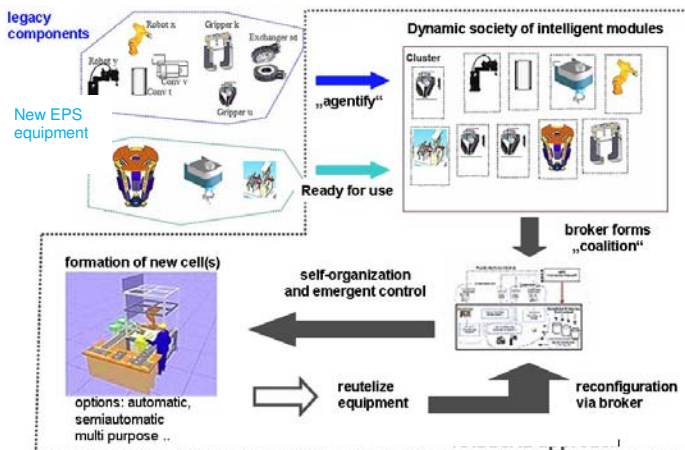 legacy
components
Robot x
Gripper k
Exchanger st
Robot y
Conv v
Conv t
Gripper u
„agentify“
Dynamic society of intelligent modules
Cluster
New EPS
equipment
Ready for use
broker forms
„coalition“
formation of new cell(s)
self-organization
and emergent control
options: automatic,
semiautomatic
multi purpose ..
reutelize
equipment
reconfiguration
via broker